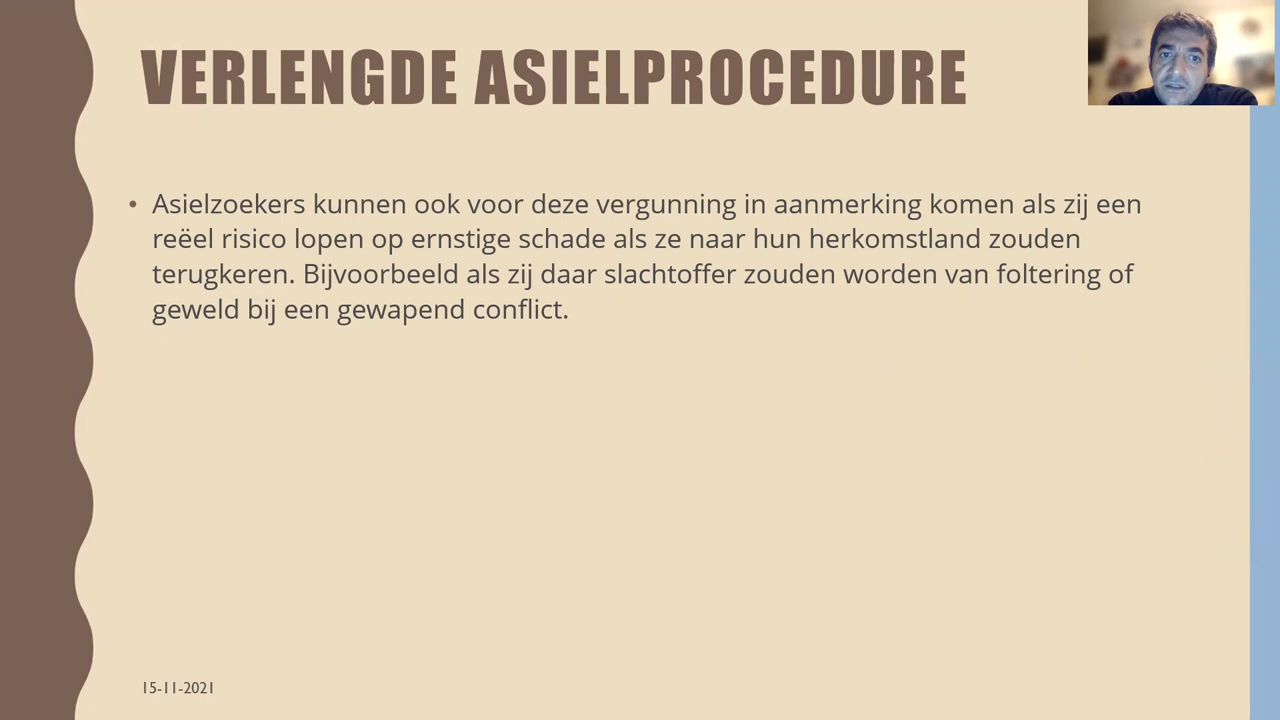 VERLENGDE ASIELPROCEDURE
• Asielzoekers kunnen ook voor deze vergunning in aanmerking komen als zij een
reëel risico lopen op ernstige schade als ze naar hun herkomstland zouden
terugkeren. Bijvoorbeeld als zij daar slachtoffer zouden worden van foltering of
geweld bij een gewapend conflict.
15-11-2021